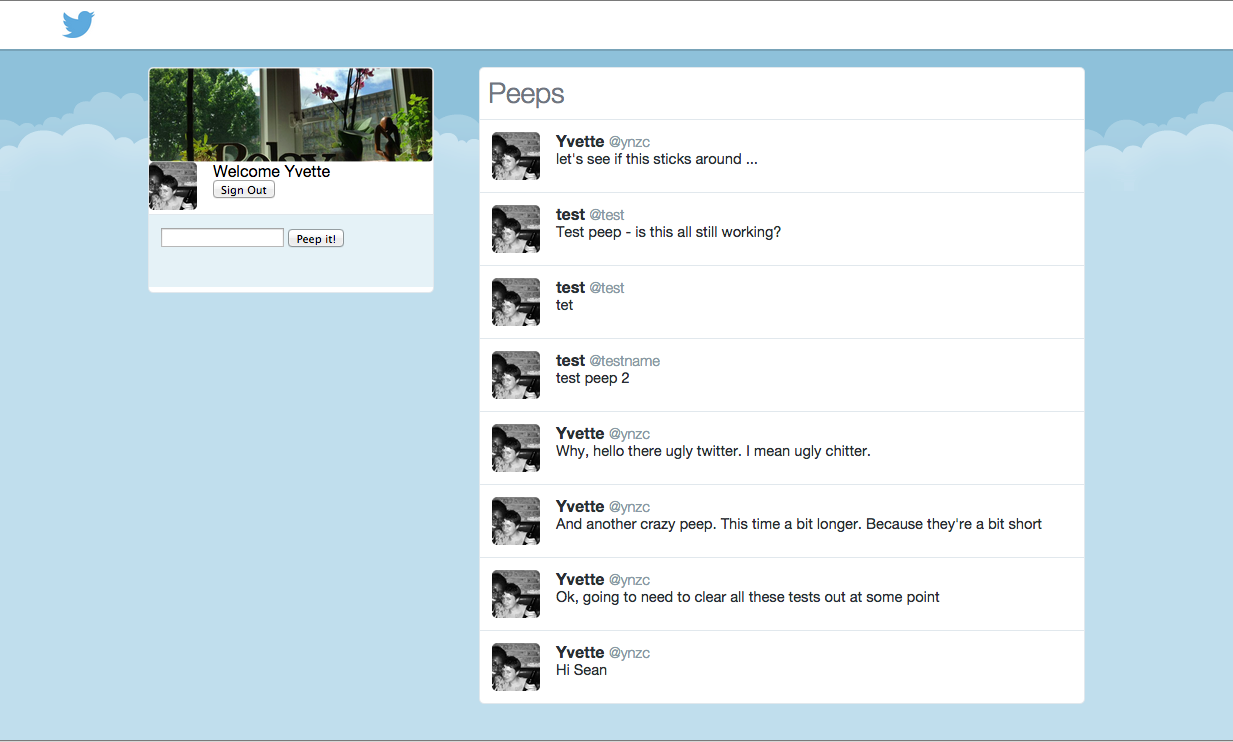 Relax
Welcome Yvette
Sign Out
Peep it!
Peeps
Yvette @ynzc
let's see if this sticks around ...
test @test
Test peep - is this all still working?
test @test
tet
test @testname
test peep 2
Yvette @ynzc
Why, hello there ugly twitter. I mean ugly chitter.
Yvette @ynzc
And another crazy peep. This time a bit longer. Because they're a bit short
Yvette @ynzc
Ok, going to need to clear all these tests out at some point
Yvette @ynzc
Hi Sean